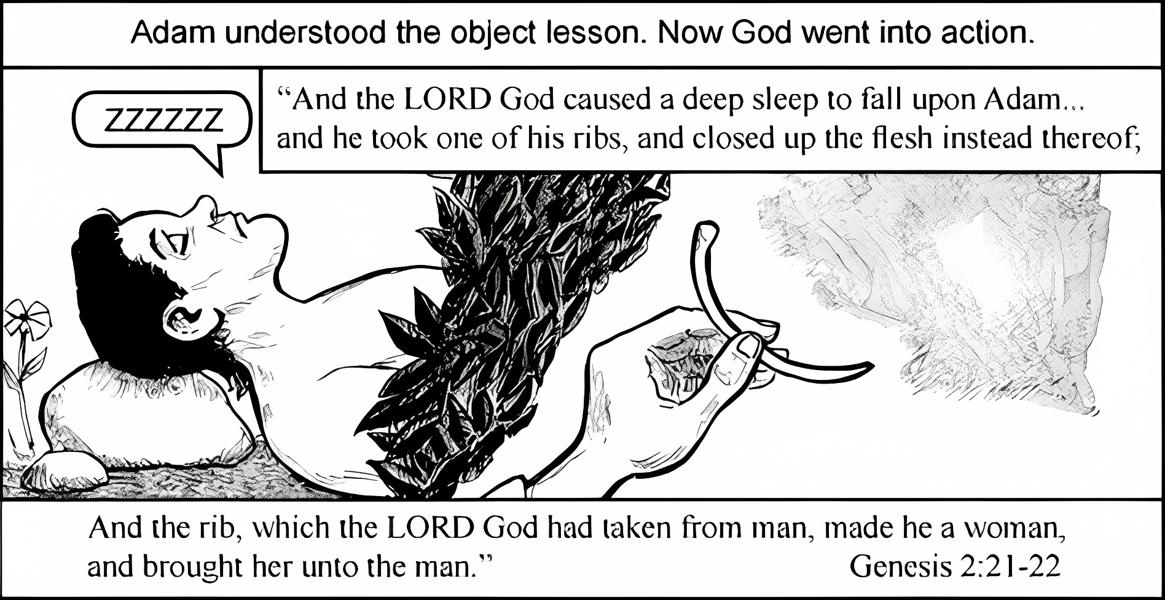 Adam understood the object lesson. Now God went into action.
ZZZZZZ
“And the LORD God caused a deep sleep to fall upon Adam...
and he took one of his ribs, and closed up the flesh instead thereof;
And the rib, which the LORD God had taken from man, made he a woman,
and brought her unto the man.” Genesis 2:21-22